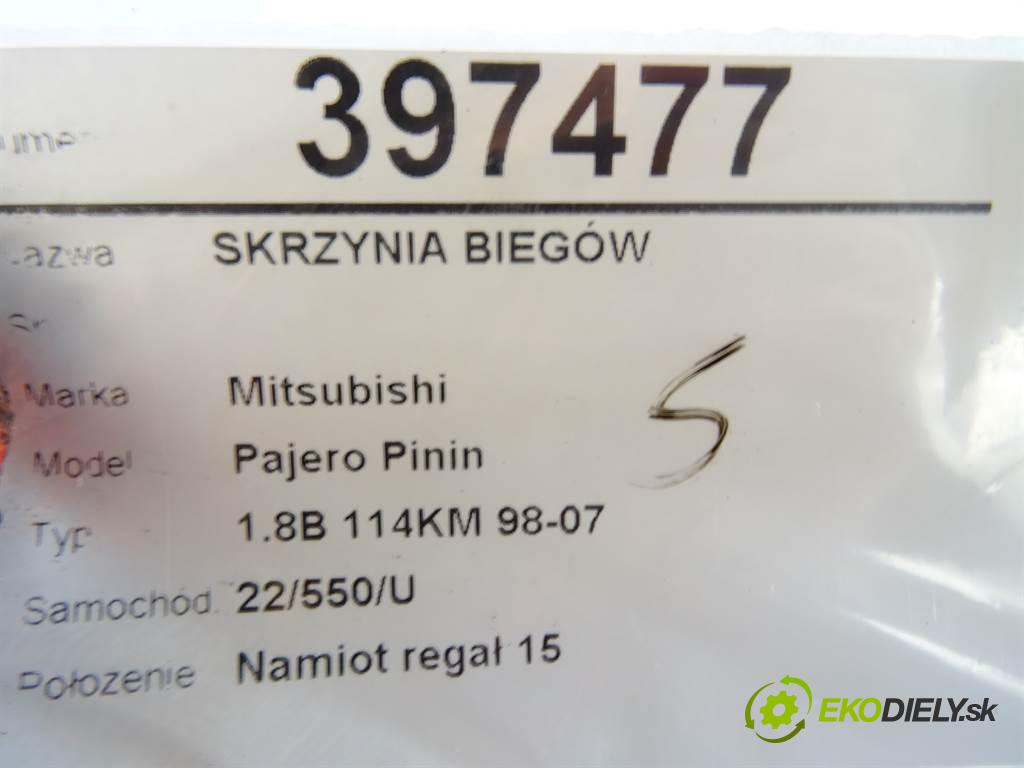 397477
SKRZYNIA BIEGÓW
Marka Mitsubishi
Model Pajero Pinin
Typ 1.8B 114KM 98-07
Samochód. 22/550/U
Położenie Namiot regał 15
S
EKODIELY.sk